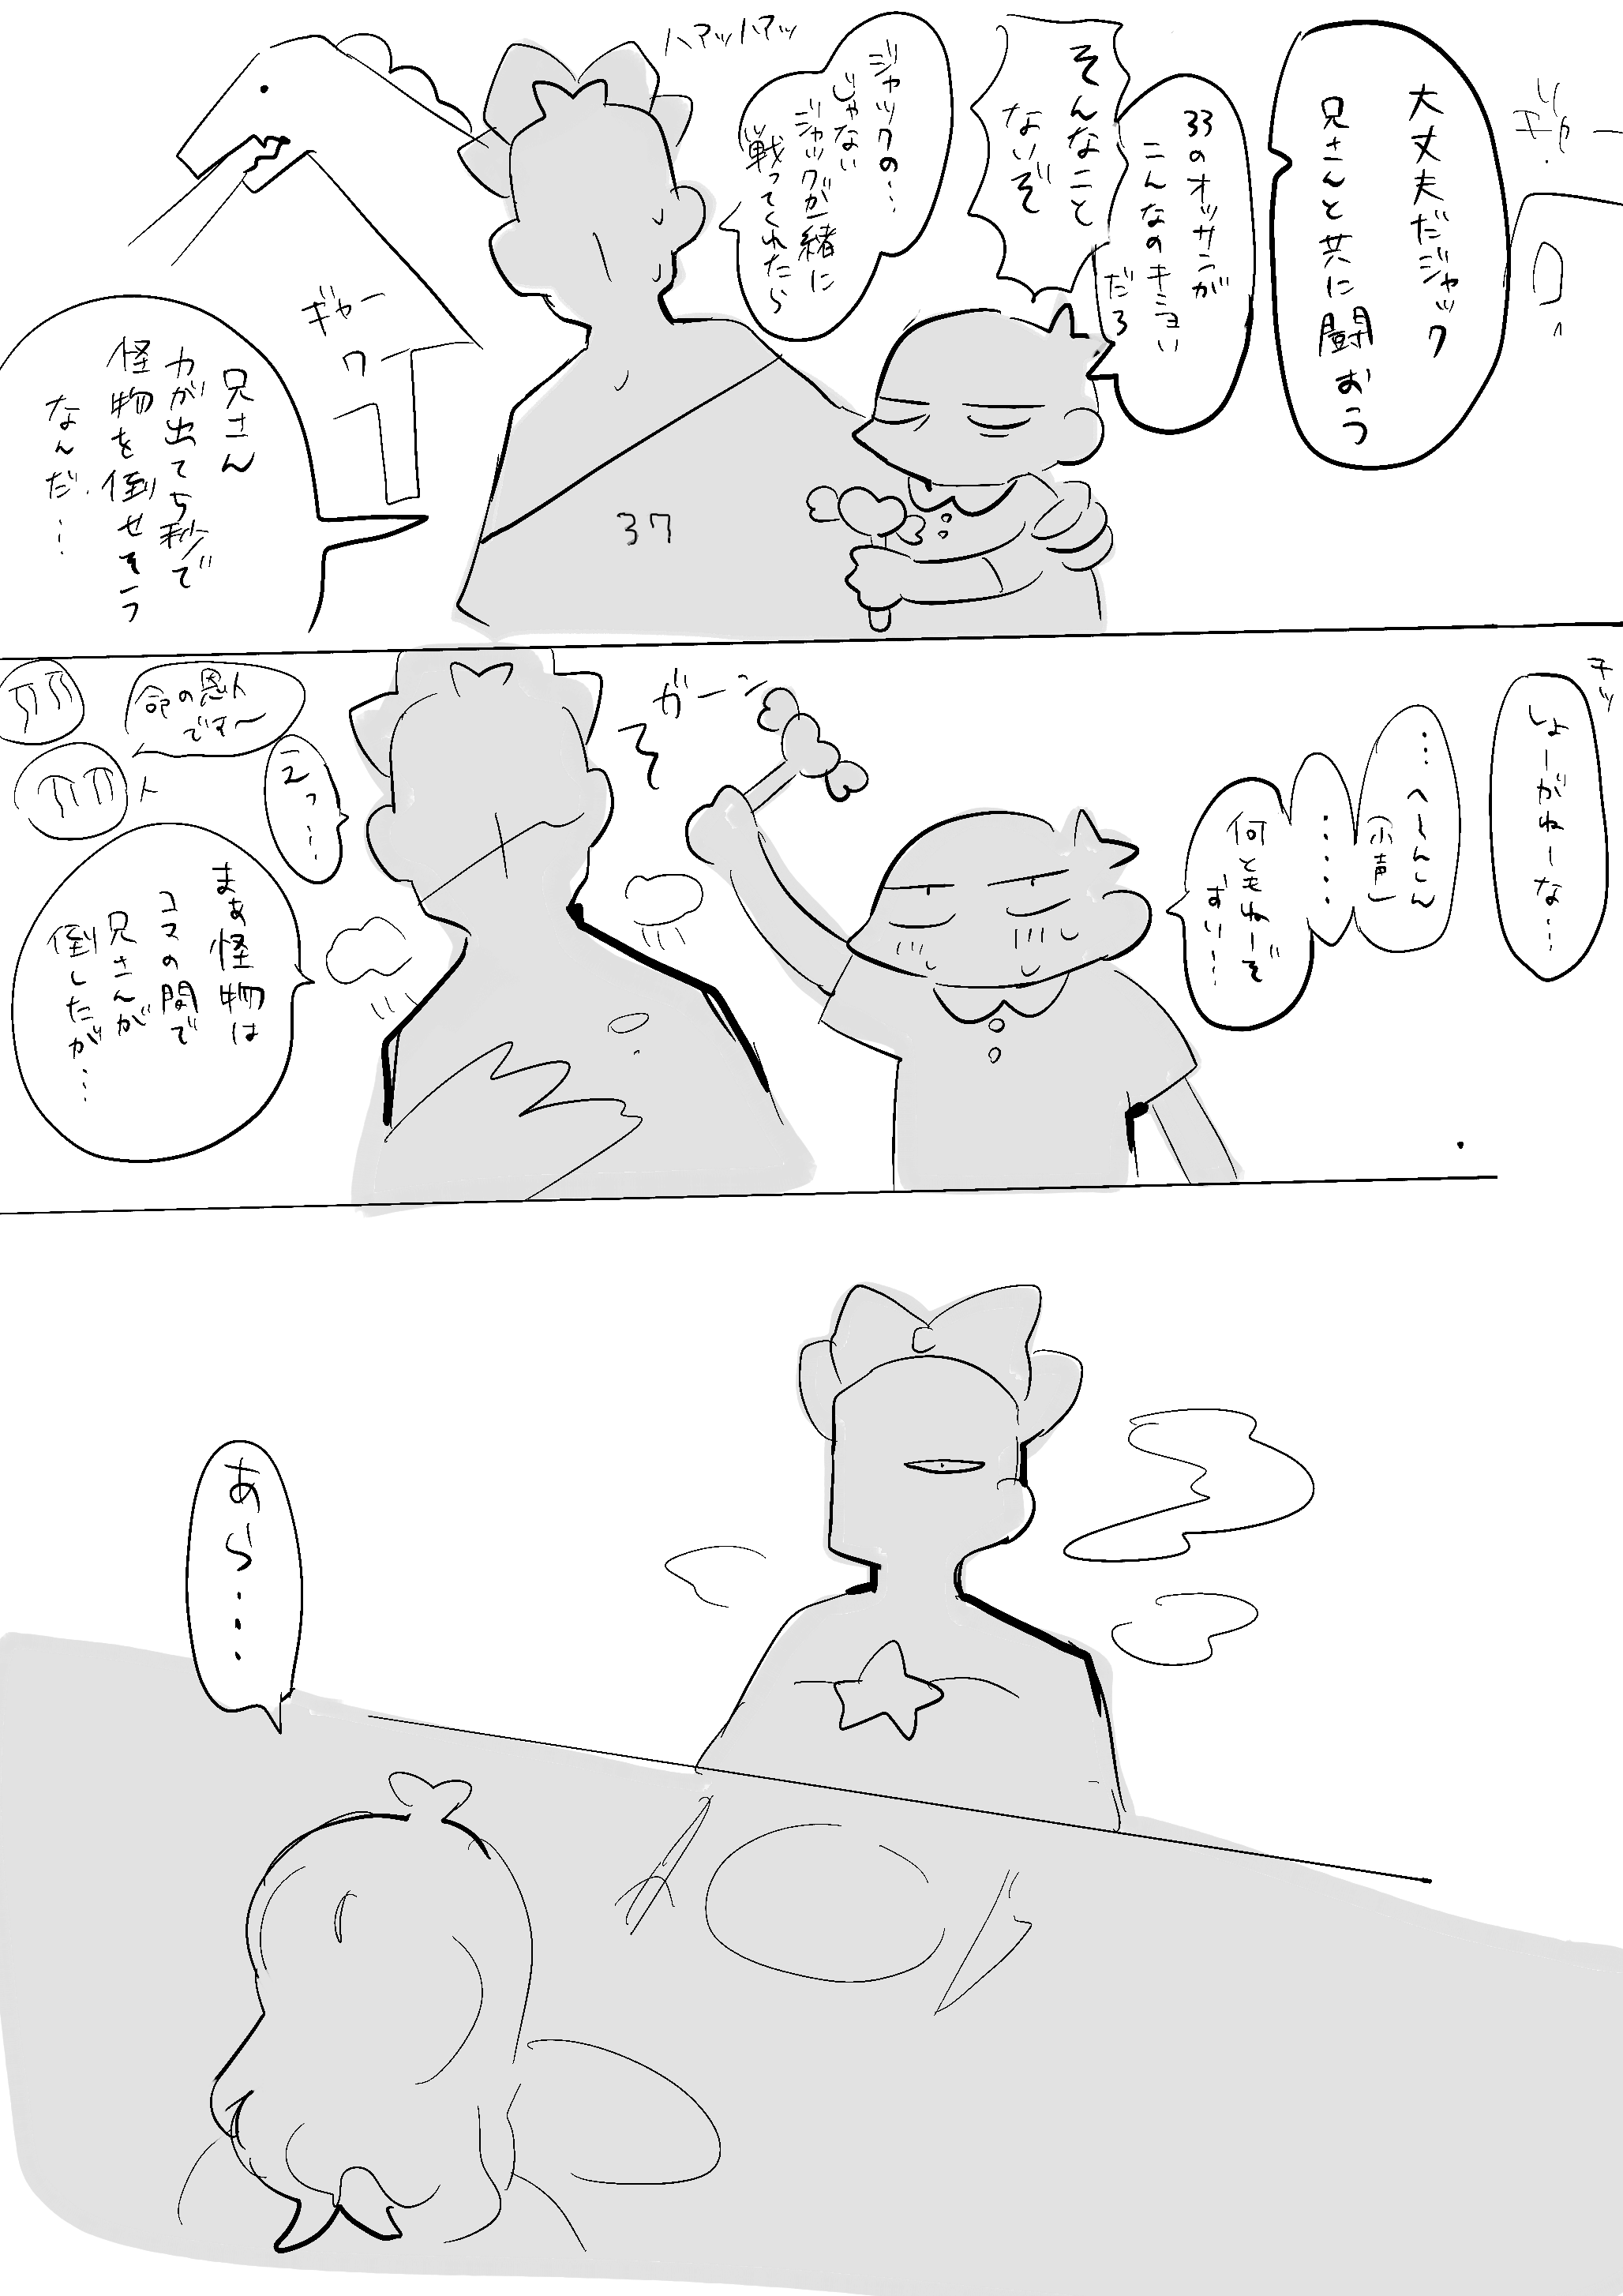 ギャー
大丈夫だジャック
兄さんと共に闘おう
33のオッサンが
こんなのキショい
だろ
そんなこと
ないぞ
ハアッハアッ
ジャックの…
じゃない
ジャックが一緒に
戦ってくれたら
37
ギャー
ワー
兄さん
力が出て5秒で
怪物を倒せそう
なんだ…
チッ
しょーがねーな…
…へ〜んしん
(小声)
……
何ともねーぞ
オイ…
ガーン
えっ…
命の恩人
です〜
まあ怪物は
コマの間で
兄さんが
倒したが…
あら…